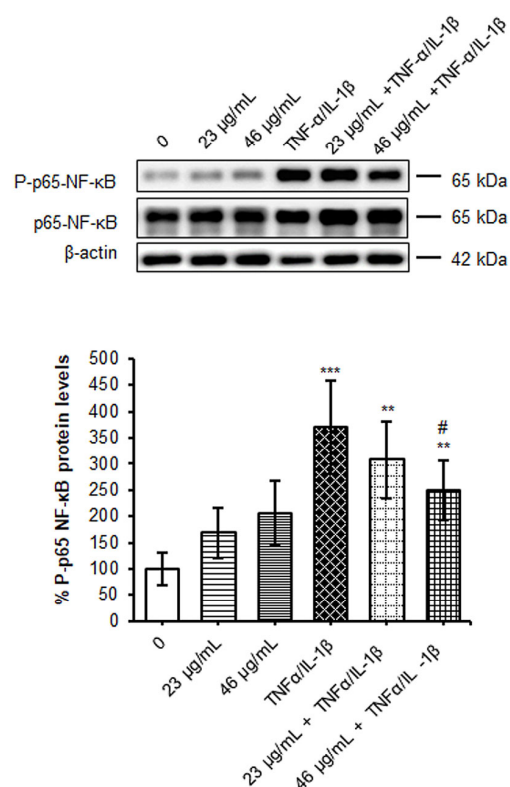 0
23 µg/mL
46 µg/mL
TNF-α/IL-1β
23 µg/mL +TNF-α/IL-1β
46 µg/mL +TNF-α/IL-1β
P-p65-NF-κB
65 kDa
p65-NF-κB
65 kDa
β-actin
42 kDa
% P-p65 NF-κB protein levels
500
450
400
350
300
250
200
150
100
50
0
***
**
#
**
0
23 µg/mL
46 µg/mL
TNFα/IL-1β
23 µg/mL + TNFα/IL-1β
46 µg/mL + TNFα/IL -1β